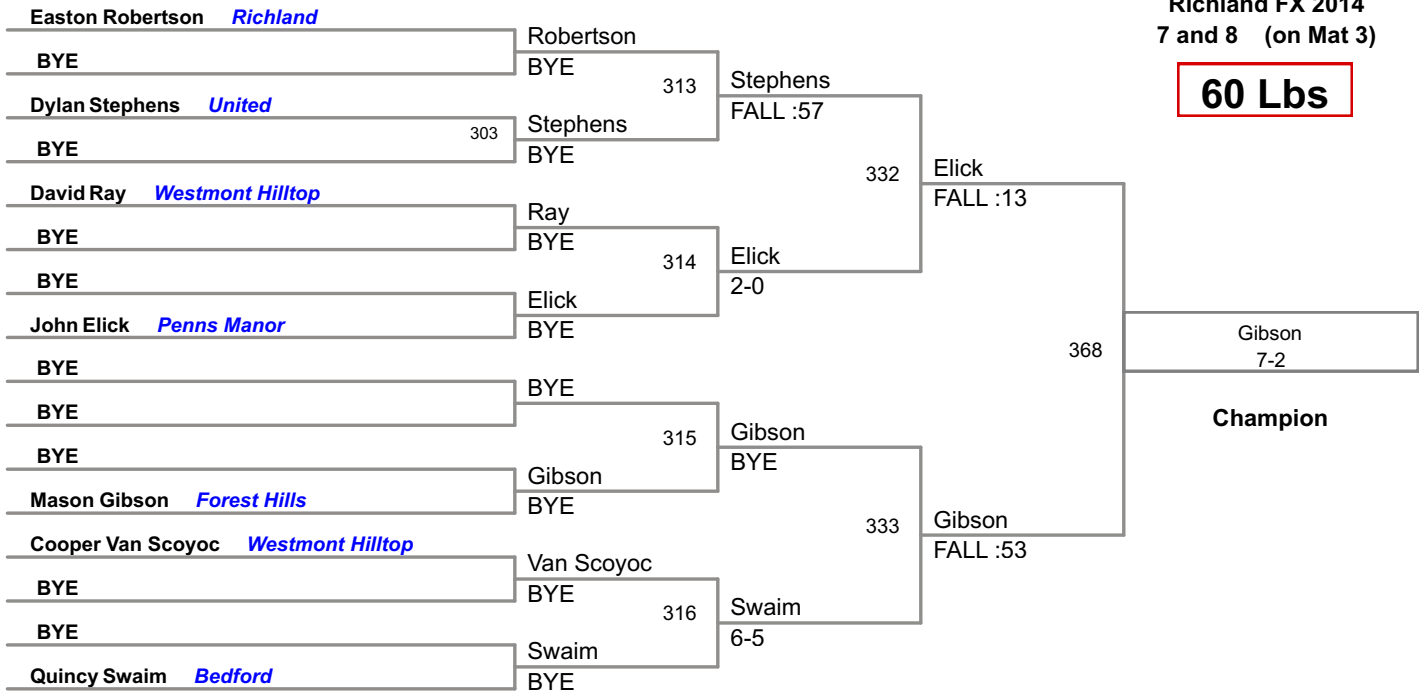 Richland FX 2014
7 and 8 (on Mat 3)
60 Lbs
Easton Robertson Richland
BYE
Dylan Stephens United
BYE
David Ray Westmont Hilltop
BYE
BYE
John Elick Penns Manor
BYE
BYE
BYE
Mason Gibson Forest Hills
Cooper Van Scoyoc Westmont Hilltop
BYE
BYE
Quincy Swaim Bedford
303
Robertson
BYE
Stephens
BYE
Ray
BYE
Elick
BYE
BYE
Gibson
BYE
Van Scoyoc
BYE
Swaim
BYE
313
314
315
316
Stephens
FALL :57
Elick
2-0
Gibson
BYE
Swaim
6-5
332
333
Elick
FALL :13
Gibson
FALL :53
368
Gibson
7-2
Champion